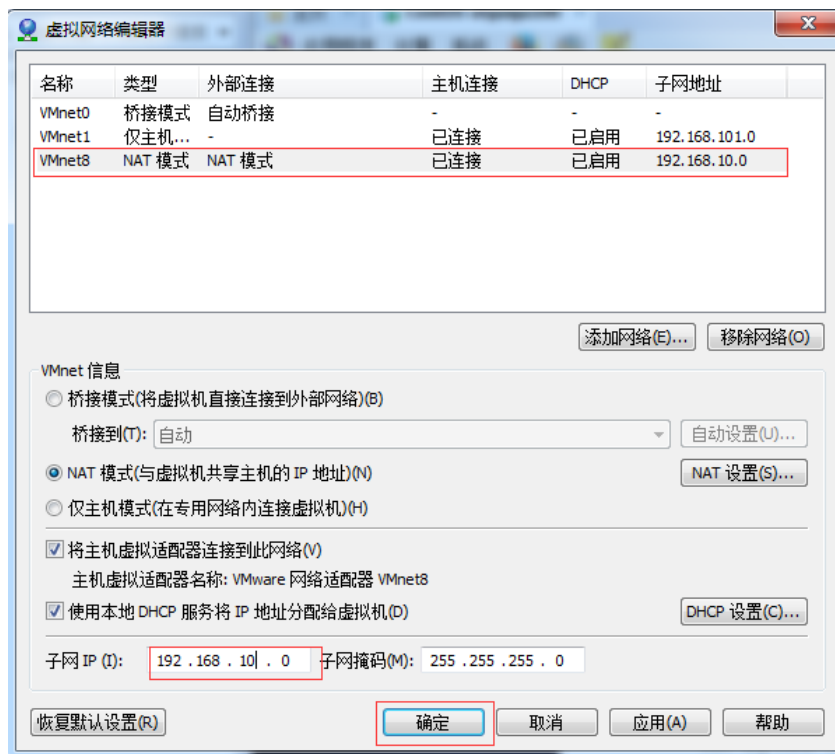 虚拟网络编辑器
名称 类型 外部连接 主机连接 DHCP 子网地址
VMnet0 桥接模式 自动桥接 - - -
VMnet1 仅主机... - 已连接 已启用 192.168.101.0
VMnet8 NAT 模式 NAT 模式 已连接 已启用 192.168.10.0
添加网络(E)... 移除网络(O)
VMnet 信息
桥接模式(将虚拟机直接连接到外部网络)(B)
桥接到(T): 自动 自动设置(U)...
NAT 模式(与虚拟机共享主机的 IP 地址)(N) NAT 设置(S)...
仅主机模式(在专用网络内连接虚拟机)(H)
将主机虚拟适配器连接到此网络(V)
主机虚拟适配器名称: VMware 网络适配器 VMnet8
使用本地 DHCP 服务将 IP 地址分配给虚拟机(D) DHCP 设置(C)...
子网 IP (I): 192 . 168 . 10 . 0 子网掩码(M): 255 .255 .255 . 0
恢复默认设置(R) 确定 取消 应用(A) 帮助